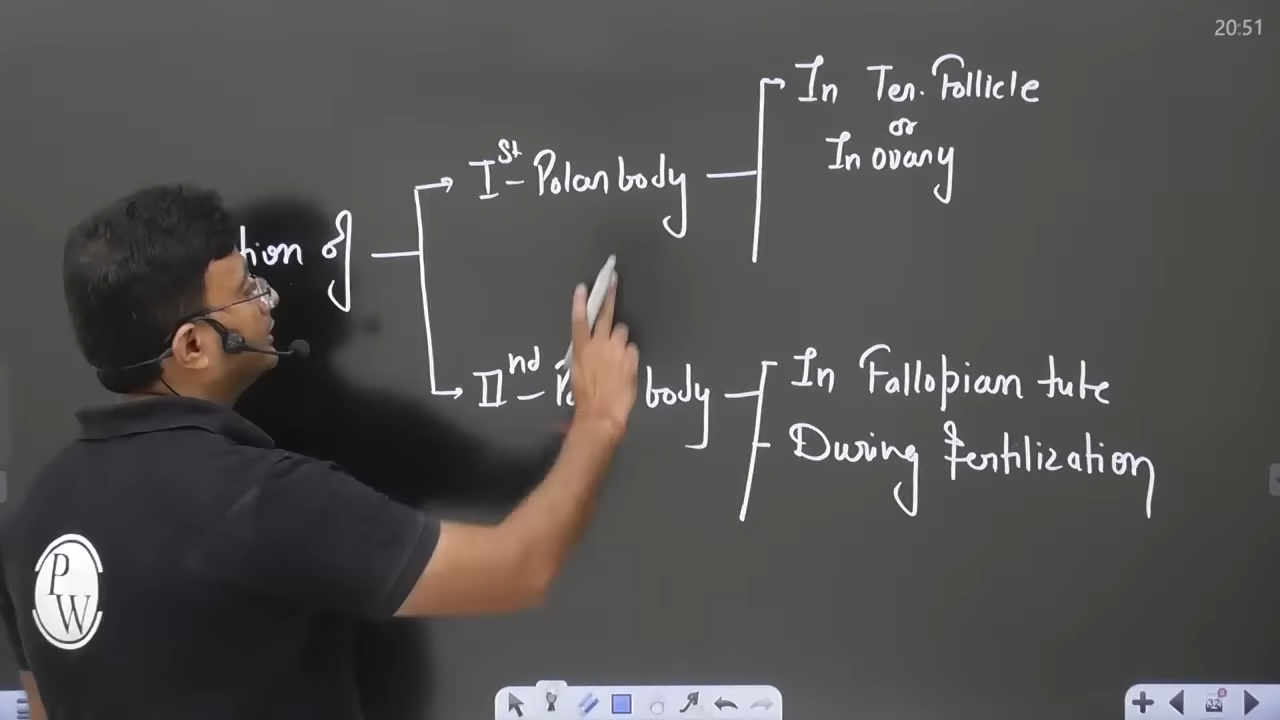 20:51
In Ter. Follicle
or
In ovary
Ist - Polar body
of
IInd - body
In Fallopian tube
During fertilization
PW
32